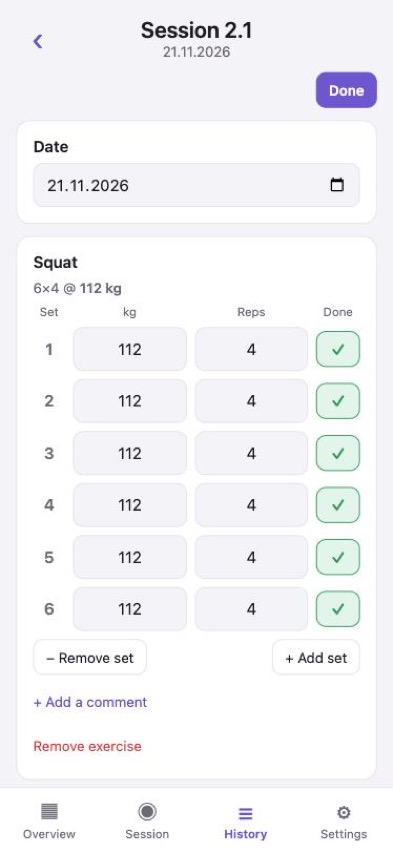 Session 2.1
21.11.2026
Done
Date
21.11.2026
Squat
6×4 @ 112 kg
Set kg Reps Done
1 112 4
2 112 4
3 112 4
4 112 4
5 112 4
6 112 4
– Remove set + Add set
+ Add a comment
Remove exercise
Overview Session History Settings